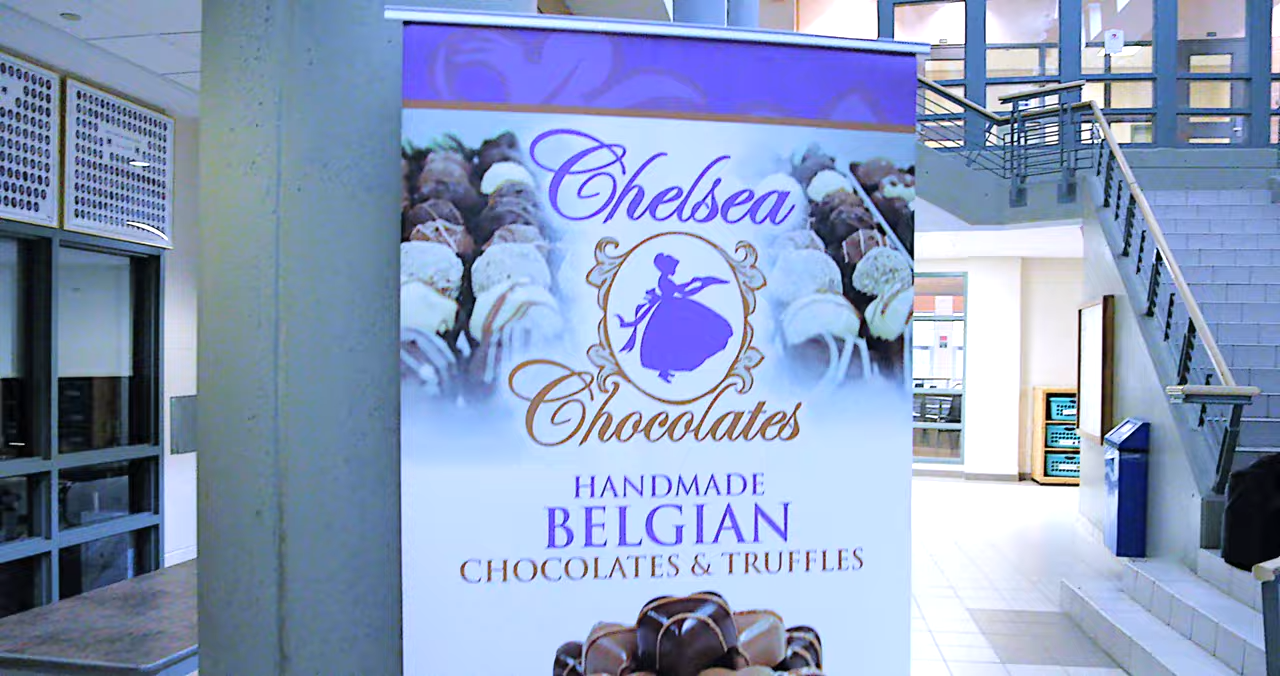 Chelsea
Chocolates
HANDMADE
BELGIAN
CHOCOLATES & TRUFFLES